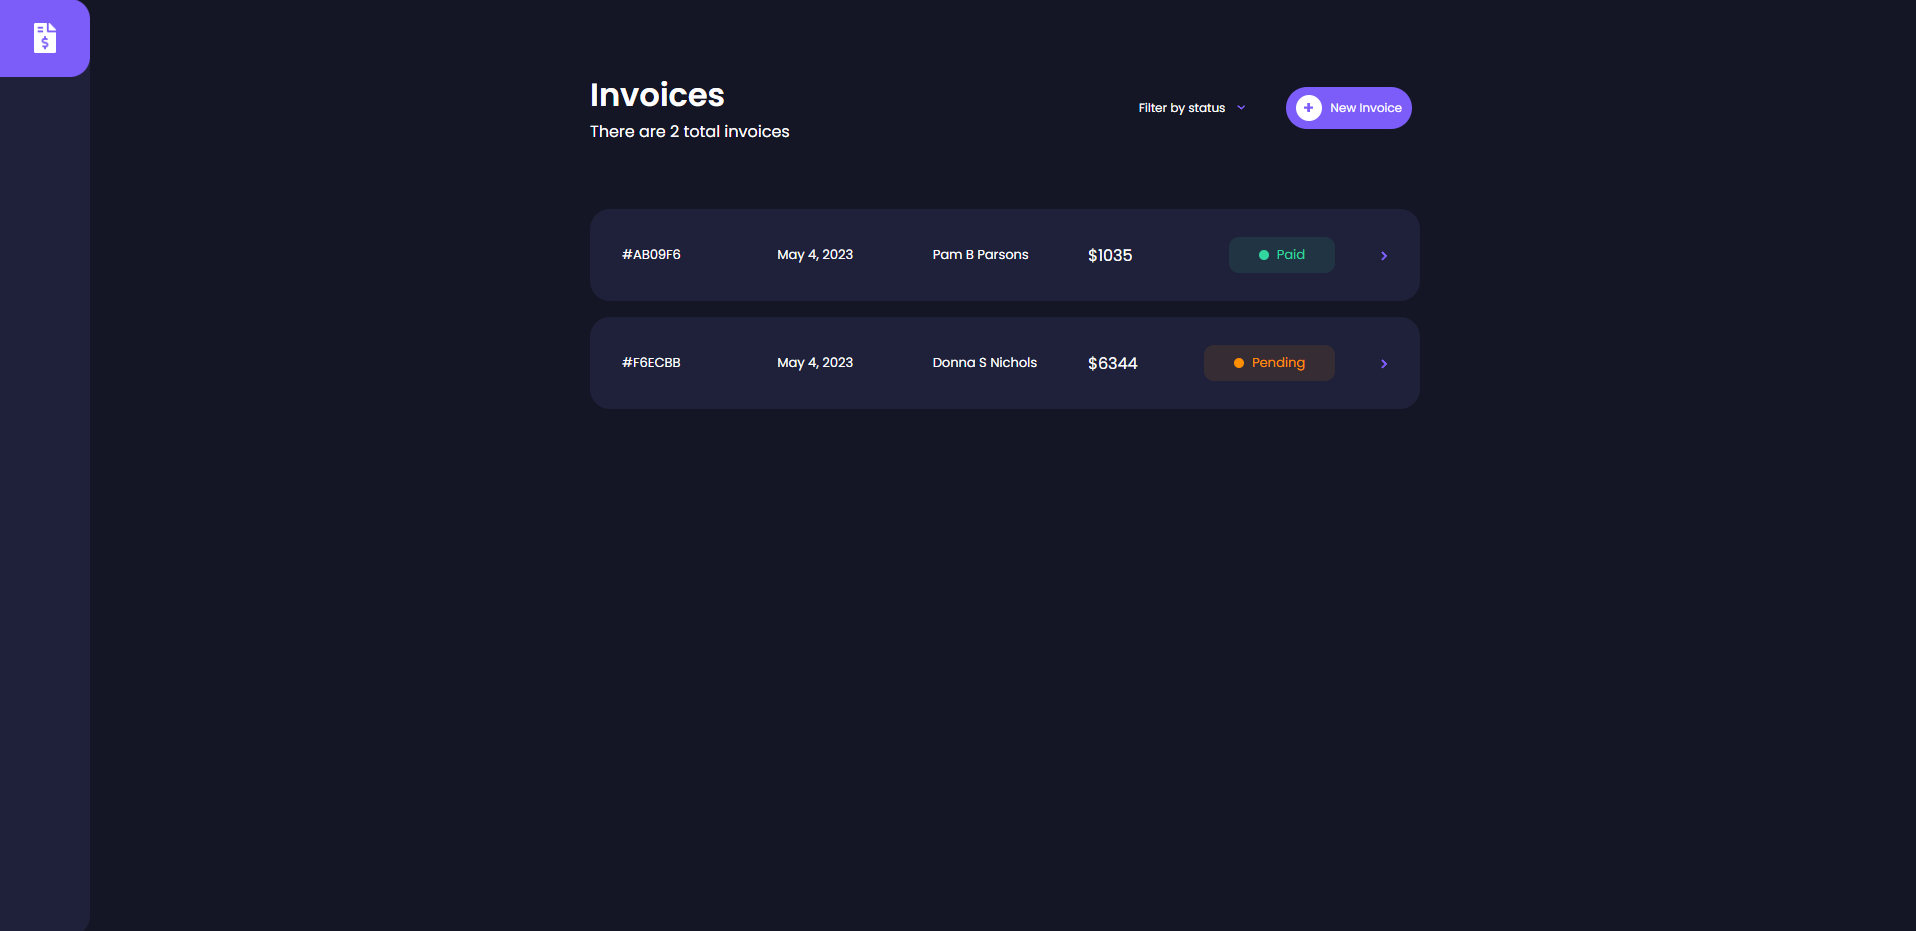 Invoices
There are 2 total invoices
Filter by status
New Invoice
#AB09F6 May 4, 2023 Pam B Parsons $1035 Paid
#F6ECBB May 4, 2023 Donna S Nichols $6344 Pending